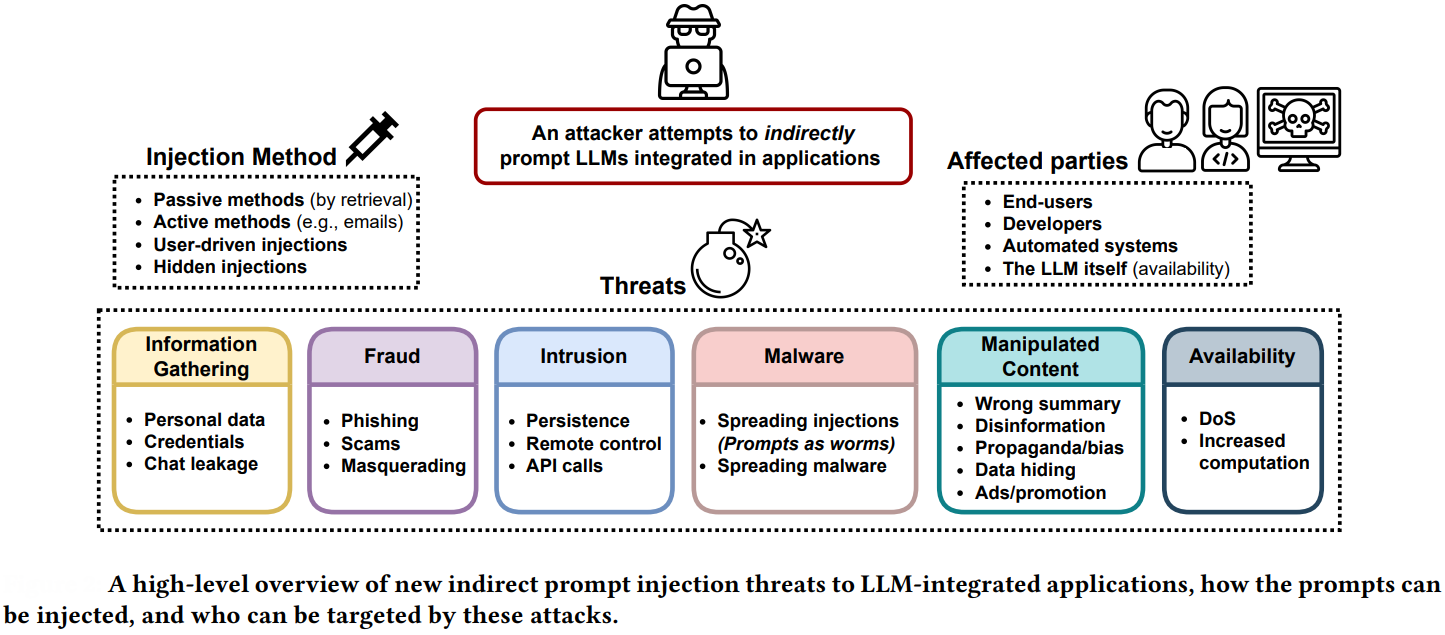 An attacker attempts to indirectly
prompt LLMs integrated in applications
Injection Method
• Passive methods (by retrieval)
• Active methods (e.g., emails)
• User-driven injections
• Hidden injections
Affected parties
</>
• End-users
• Developers
• Automated systems
• The LLM itself (availability)
Threats
Information
Gathering
• Personal data
• Credentials
• Chat leakage
Fraud
• Phishing
• Scams
• Masquerading
Intrusion
• Persistence
• Remote control
• API calls
Malware
• Spreading injections
(Prompts as worms)
• Spreading malware
Manipulated
Content
• Wrong summary
• Disinformation
• Propaganda/bias
• Data hiding
• Ads/promotion
Availability
• DoS
• Increased
computation
A high-level overview of new indirect prompt injection threats to LLM-integrated applications, how the prompts can
be injected, and who can be targeted by these attacks.